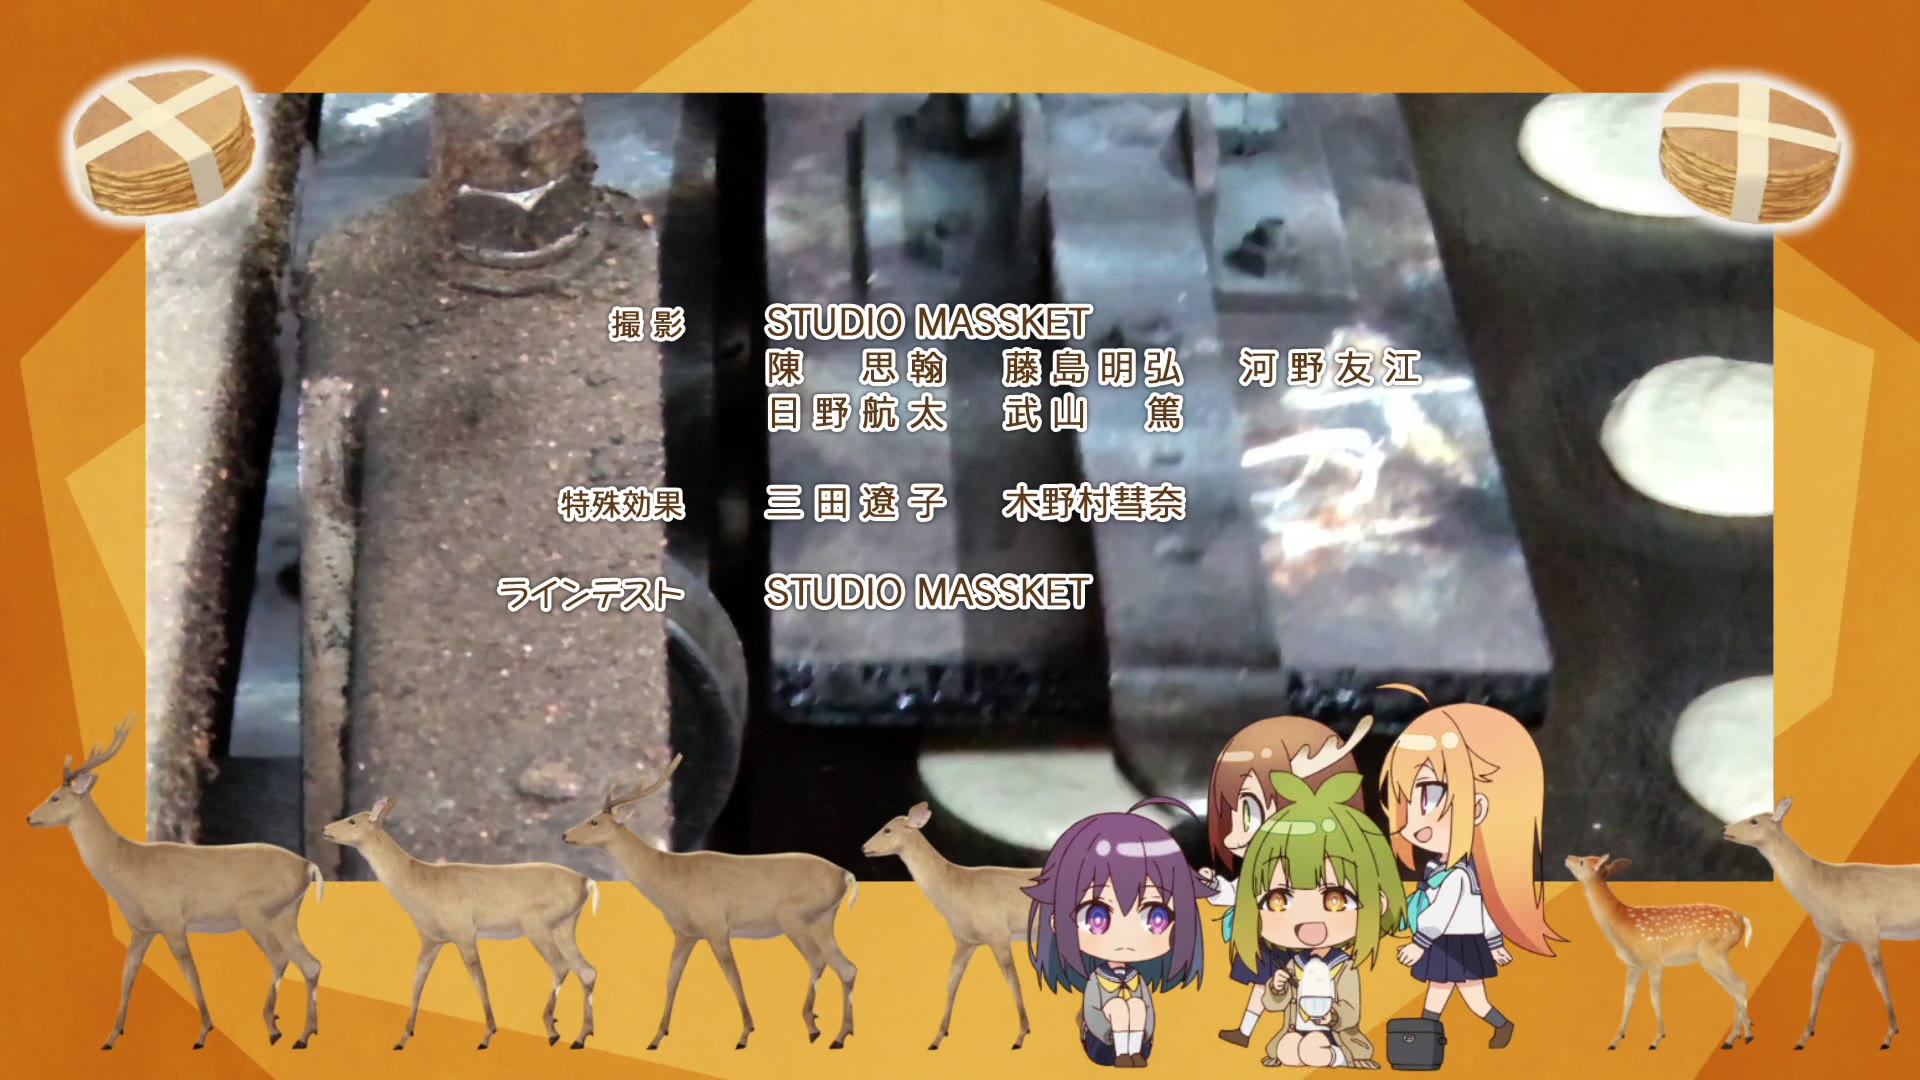 撮影 STUDIO MASSKET
陳 思翰 藤島明弘 河野友江
日野航太 武山 篤
特殊効果 三田遼子 木野村彗奈
ラインテスト STUDIO MASSKET